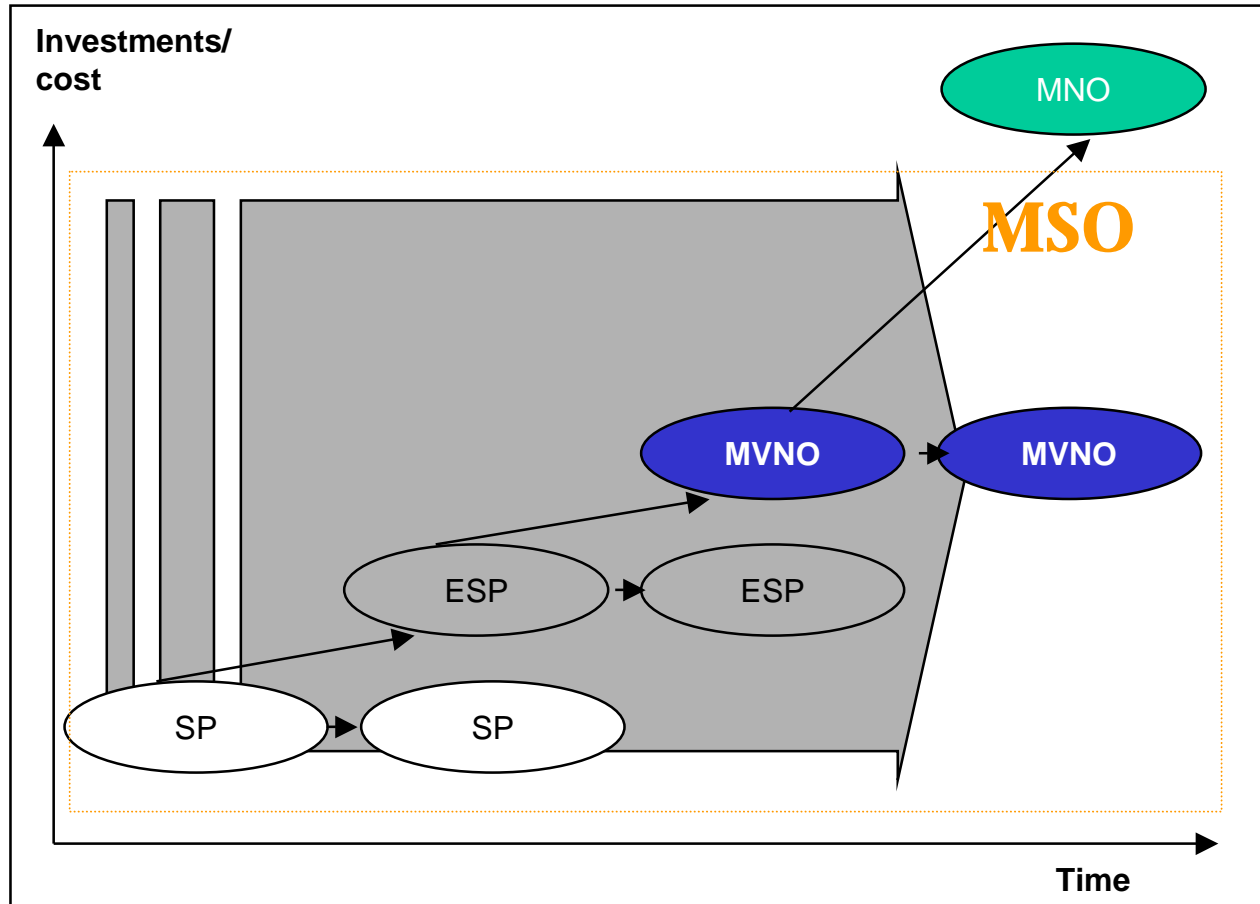 Investments/
cost
MNO
MSO
MVNO
MVNO
ESP
ESP
SP
SP
Time